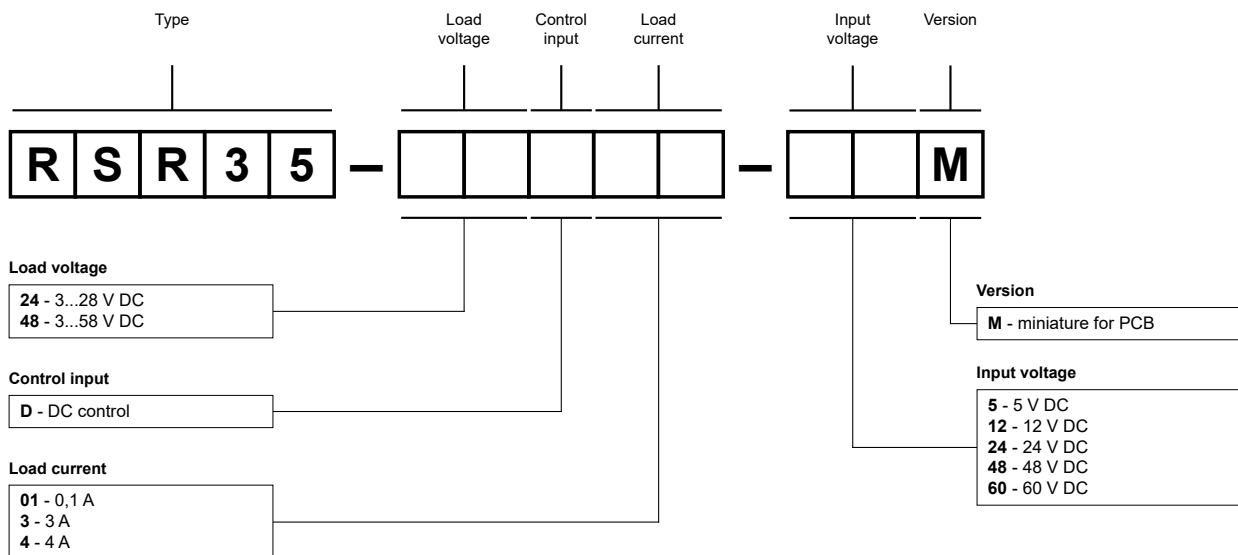 Type
Load voltage
Control input
Load current
Input voltage
Version
R S R 3 5 – – M
Load voltage
24 - 3...28 V DC
48 - 3...58 V DC
Control input
D - DC control
Load current
01 - 0,1 A
3 - 3 A
4 - 4 A
Version
M - miniature for PCB
Input voltage
5 - 5 V DC
12 - 12 V DC
24 - 24 V DC
48 - 48 V DC
60 - 60 V DC